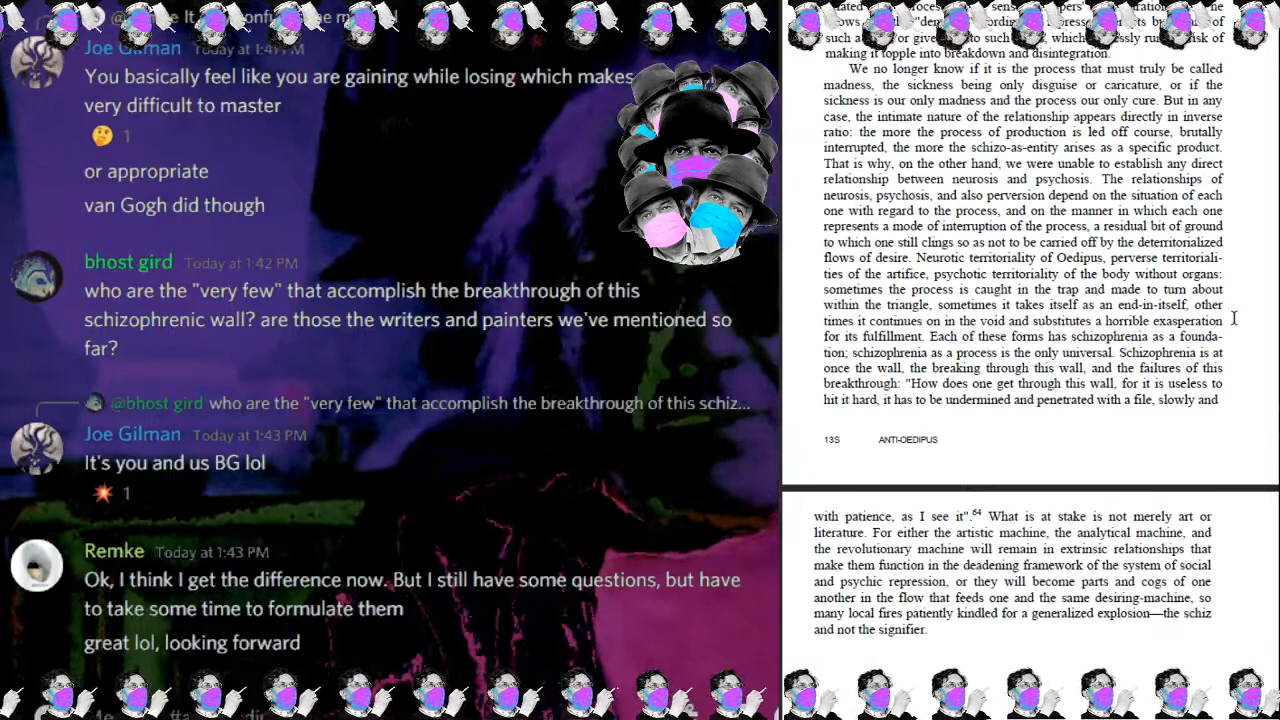 Joe Gilman Today at 1:41 PM
You basically feel like you are gaining while losing which makes
very difficult to master
🤔 1
or appropriate
van Gogh did though
bhost gird Today at 1:42 PM
who are the "very few" that accomplish the breakthrough of this
schizophrenic wall? are those the writers and painters we've mentioned so
far?
@bhost gird who are the "very few" that accomplish the breakthrough of this schiz...
Joe Gilman Today at 1:43 PM
It's you and us BG lol
💥 1
Remke Today at 1:43 PM
Ok, I think I get the difference now. But I still have some questions, but have
to take some time to formulate them
great lol, looking forward
making it topple into breakdown and disintegration.
We no longer know if it is the process that must truly be called
madness, the sickness being only disguise or caricature, or if the
sickness is our only madness and the process our only cure. But in any
case, the intimate nature of the relationship appears directly in inverse
ratio: the more the process of production is led off course, brutally
interrupted, the more the schizo-as-entity arises as a specific product.
That is why, on the other hand, we were unable to establish any direct
relationship between neurosis and psychosis. The relationships of
neurosis, psychosis, and also perversion depend on the situation of each
one with regard to the process, and on the manner in which each one
represents a mode of interruption of the process, a residual bit of ground
to which one still clings so as not to be carried off by the deterritorialized
flows of desire. Neurotic territoriality of Oedipus, perverse territoriali-
ties of the artifice, psychotic territoriality of the body without organs:
sometimes the process is caught in the trap and made to turn about
within the triangle, sometimes it takes itself as an end-in-itself, other
times it continues on in the void and substitutes a horrible exasperation
for its fulfillment. Each of these forms has schizophrenia as a founda-
tion; schizophrenia as a process is the only universal. Schizophrenia is at
once the wall, the breaking through this wall, and the failures of this
breakthrough: "How does one get through this wall, for it is useless to
hit it hard, it has to be undermined and penetrated with a file, slowly and
13S ANTI-OEDIPUS
with patience, as I see it".64 What is at stake is not merely art or
literature. For either the artistic machine, the analytical machine, and
the revolutionary machine will remain in extrinsic relationships that
make them function in the deadening framework of the system of social
and psychic repression, or they will become parts and cogs of one
another in the flow that feeds one and the same desiring-machine, so
many local fires patiently kindled for a generalized explosion—the schiz
and not the signifier.